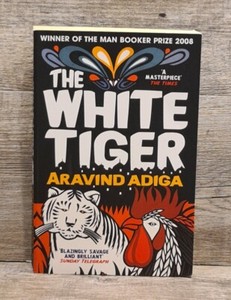 WINNER OF THE MAN BOOKER PRIZE 2008
'A
MASTERPIECE'
THE TIMES
THE
WHITE
TIGER
ARAVIND ADIGA
BLAZINGLY SAVAGE
AND BRILLIANT
SUNDAY TELEGRAPH